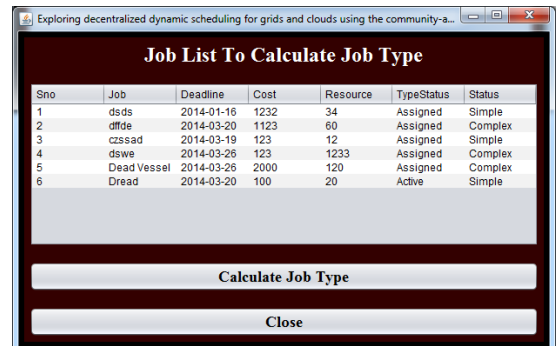 Exploring decentralized dynamic scheduling for grids and clouds using the community-a...
Job List To Calculate Job Type
Sno Job Deadline Cost Resource TypeStatus Status
1 dsds 2014-01-16 1232 34 Assigned Simple
2 dffde 2014-03-20 1123 60 Assigned Complex
3 czssad 2014-03-19 123 12 Assigned Simple
4 dswe 2014-03-26 123 1233 Assigned Complex
5 Dead Vessel 2014-03-26 2000 120 Assigned Complex
6 Dread 2014-03-20 100 20 Active Simple
Calculate Job Type
Close